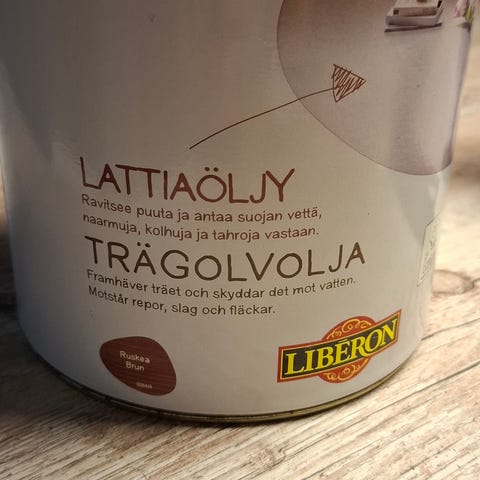 LATTIAÖLJY
Ravitsee puuta ja antaa suojan vettä,
naarmuja, kolhuja ja tahroja vastaan.
TRÄGOLVOLJA
Framhäver träet och skyddar det mot vatten.
Motstår repor, slag och fläckar.
Ruskea
Brun
LIBÉRON